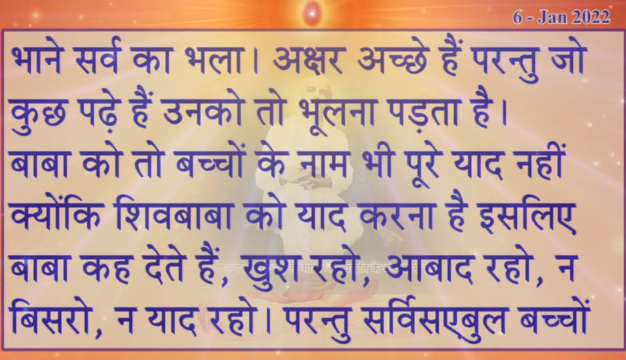 6 - Jan 2022
भाने सर्व का भला। अक्षर अच्छे हैं परन्तु जो
कुछ पढ़े हैं उनको तो भूलना पड़ता है।
बाबा को तो बच्चों के नाम भी पूरे याद नहीं
क्योंकि शिवबाबा को याद करना है इसलिए
बाबा कह देते हैं, खुश रहो, आबाद रहो, न
बिसरो, न याद रहो। परन्तु सर्विसएबुल बच्चों